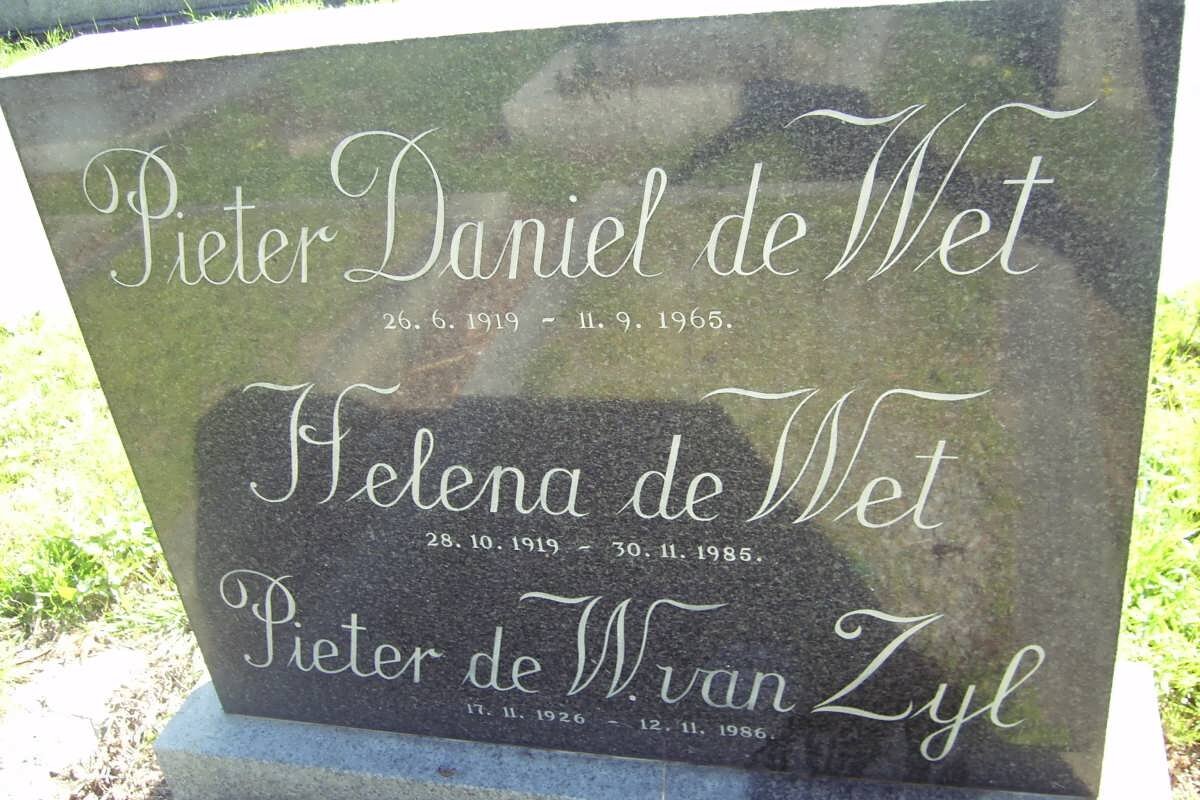 Pieter Daniel de Wet
26. 6. 1919 - 11. 9. 1965.
Helena de Wet
28. 10. 1919 - 30. 11. 1985.
Pieter de W. van Zyl
17. 11. 1926 - 12. 11. 1986.